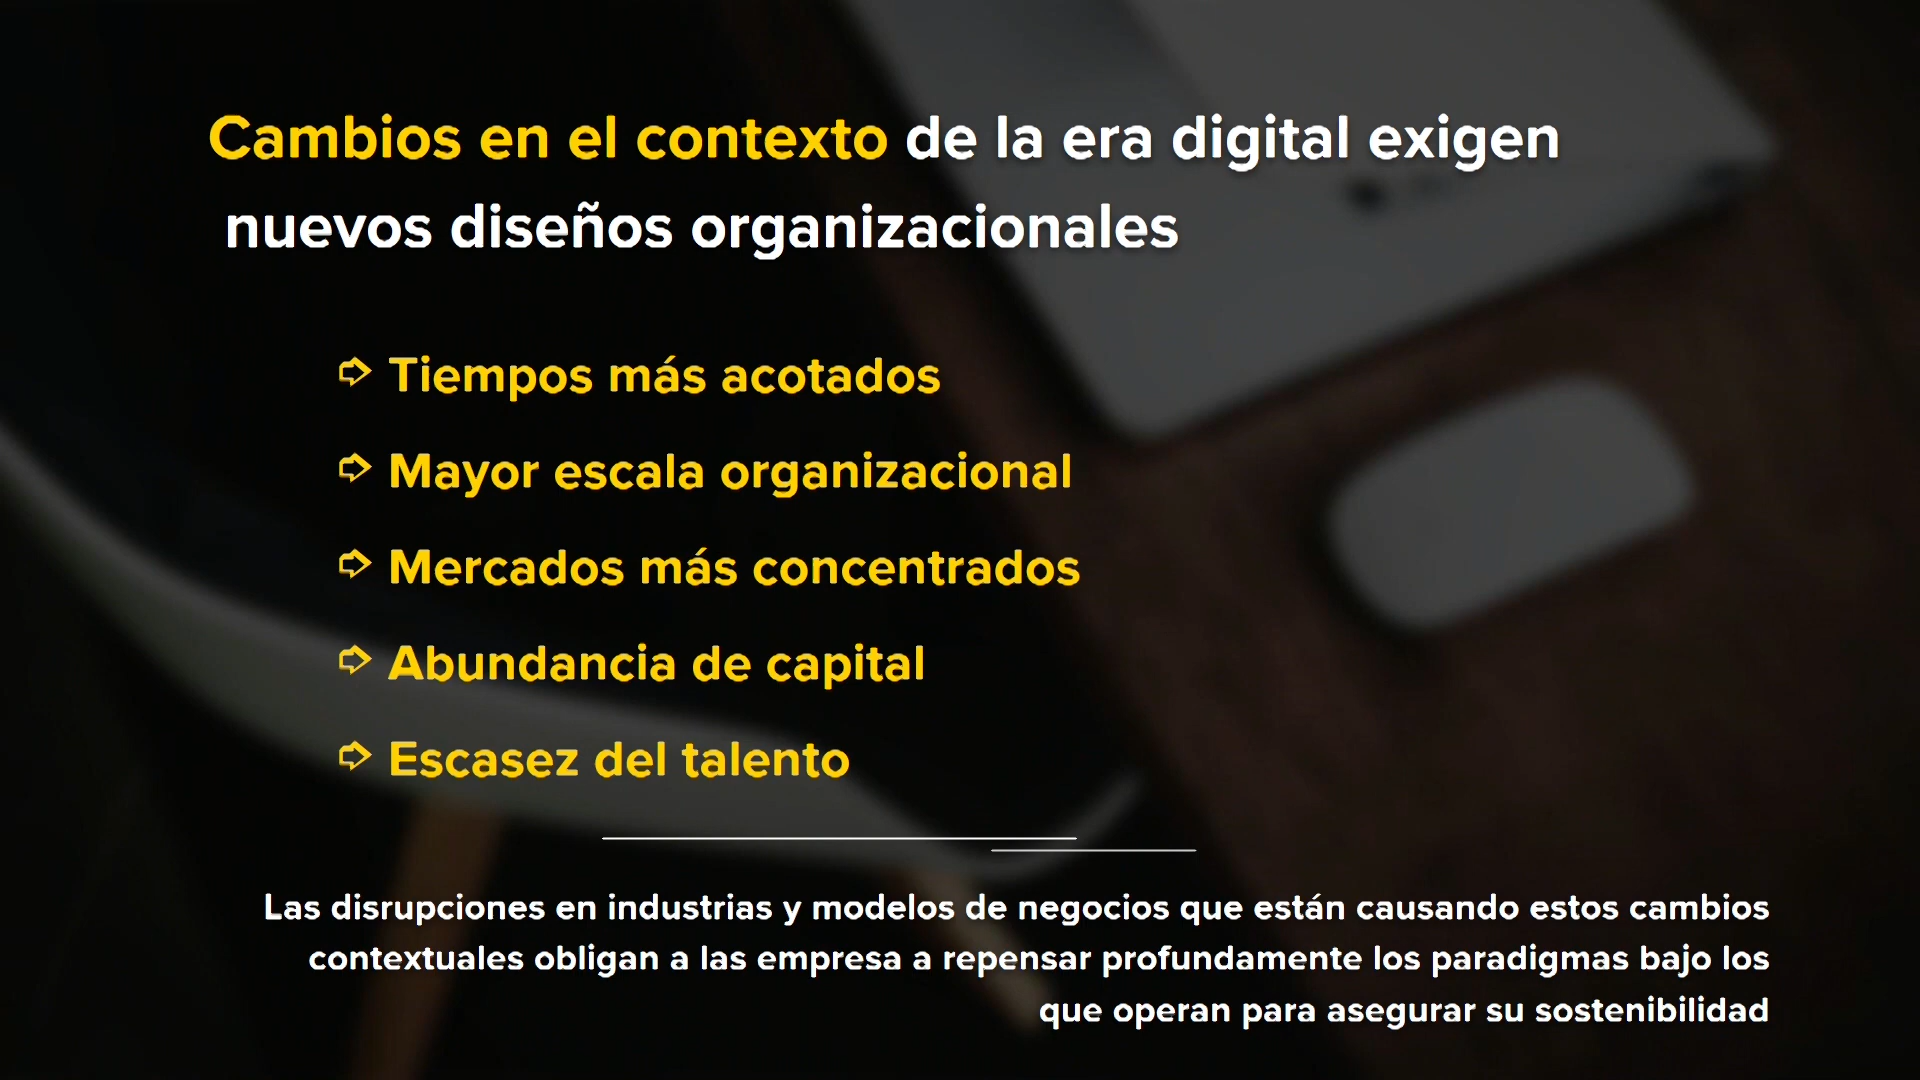 Cambios en el contexto de la era digital exigen
nuevos diseños organizacionales
➩ Tiempos más acotados
➩ Mayor escala organizacional
➩ Mercados más concentrados
➩ Abundancia de capital
➩ Escasez del talento
Las disrupciones en industrias y modelos de negocios que están causando estos cambios
contextuales obligan a las empresa a repensar profundamente los paradigmas bajo los
que operan para asegurar su sostenibilidad